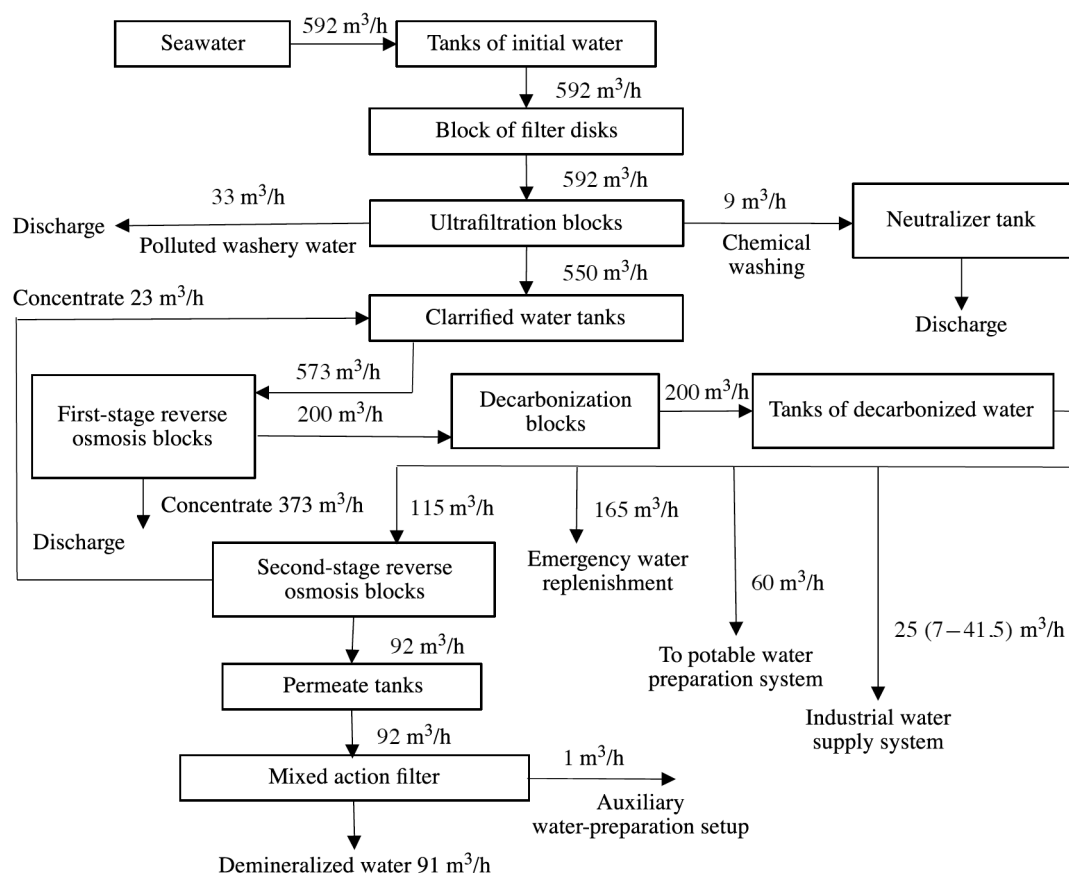 592 m³/h
Seawater
Tanks of initial water
592 m³/h
Block of filter disks
592 m³/h
33 m³/h
9 m³/h
Discharge
Ultrafiltration blocks
Neutralizer tank
Polluted washery water
Chemical
washing
550 m³/h
Concentrate 23 m³/h
Clarrified water tanks
Discharge
573 m³/h
First-stage reverse
osmosis blocks
200 m³/h
Decarbonization
blocks
200 m³/h
Tanks of decarbonized water
Concentrate 373 m³/h
Discharge
115 m³/h
165 m³/h
Emergency water
replenishment
60 m³/h
25 (7–41.5) m³/h
Second-stage reverse
osmosis blocks
92 m³/h
To potable water
preparation system
Permeate tanks
Industrial water
supply system
92 m³/h
Mixed action filter
1 m³/h
Auxiliary
water-preparation setup
Demineralized water 91 m³/h